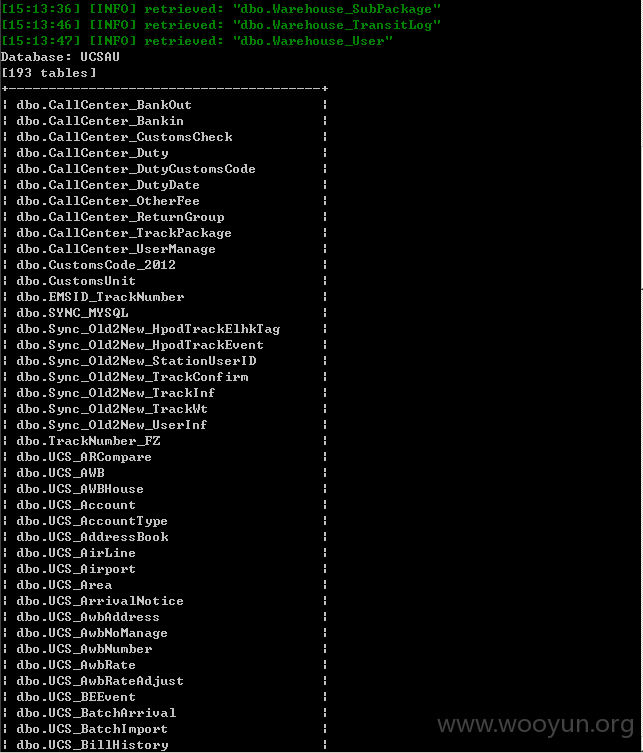 [15:13:36] [INFO] retrieved: "dbo.Warehouse_SubPackage"
[15:13:46] [INFO] retrieved: "dbo.Warehouse_TransitLog"
[15:13:47] [INFO] retrieved: "dbo.Warehouse_User"
Database: UCSAU
[193 tables]
+---------------------------------------+
¦ dbo.CallCenter_BankOut ¦
¦ dbo.CallCenter_Bankin ¦
¦ dbo.CallCenter_CustomsCheck ¦
¦ dbo.CallCenter_Duty ¦
¦ dbo.CallCenter_DutyCustomsCode ¦
¦ dbo.CallCenter_DutyDate ¦
¦ dbo.CallCenter_OtherFee ¦
¦ dbo.CallCenter_ReturnGroup ¦
¦ dbo.CallCenter_TrackPackage ¦
¦ dbo.CallCenter_UserManage ¦
¦ dbo.CustomsCode_2012 ¦
¦ dbo.CustomsUnit ¦
¦ dbo.EMSID_TrackNumber ¦
¦ dbo.SYNC_MYSQL ¦
¦ dbo.Sync_Old2New_HpodTrackElhkTag ¦
¦ dbo.Sync_Old2New_HpodTrackEvent ¦
¦ dbo.Sync_Old2New_StationUserID ¦
¦ dbo.Sync_Old2New_TrackConfirm ¦
¦ dbo.Sync_Old2New_TrackInf ¦
¦ dbo.Sync_Old2New_TrackWt ¦
¦ dbo.Sync_Old2New_UserInf ¦
¦ dbo.TrackNumber_FZ ¦
¦ dbo.UCS_ARCompare ¦
¦ dbo.UCS_AWB ¦
¦ dbo.UCS_AWBHouse ¦
¦ dbo.UCS_Account ¦
¦ dbo.UCS_AccountType ¦
¦ dbo.UCS_AddressBook ¦
¦ dbo.UCS_AirLine ¦
¦ dbo.UCS_Airport ¦
¦ dbo.UCS_Area ¦
¦ dbo.UCS_ArrivalNotice ¦
¦ dbo.UCS_AwbAddress ¦
¦ dbo.UCS_AwbNoManage ¦
¦ dbo.UCS_AwbNumber ¦
¦ dbo.UCS_AwbRate ¦
¦ dbo.UCS_AwbRateAdjust ¦
¦ dbo.UCS_BEEvent ¦
¦ dbo.UCS_BatchArrival ¦
¦ dbo.UCS_BatchImport ¦
¦ dbo.UCS_BillHistory ¦
www.wooyun.org